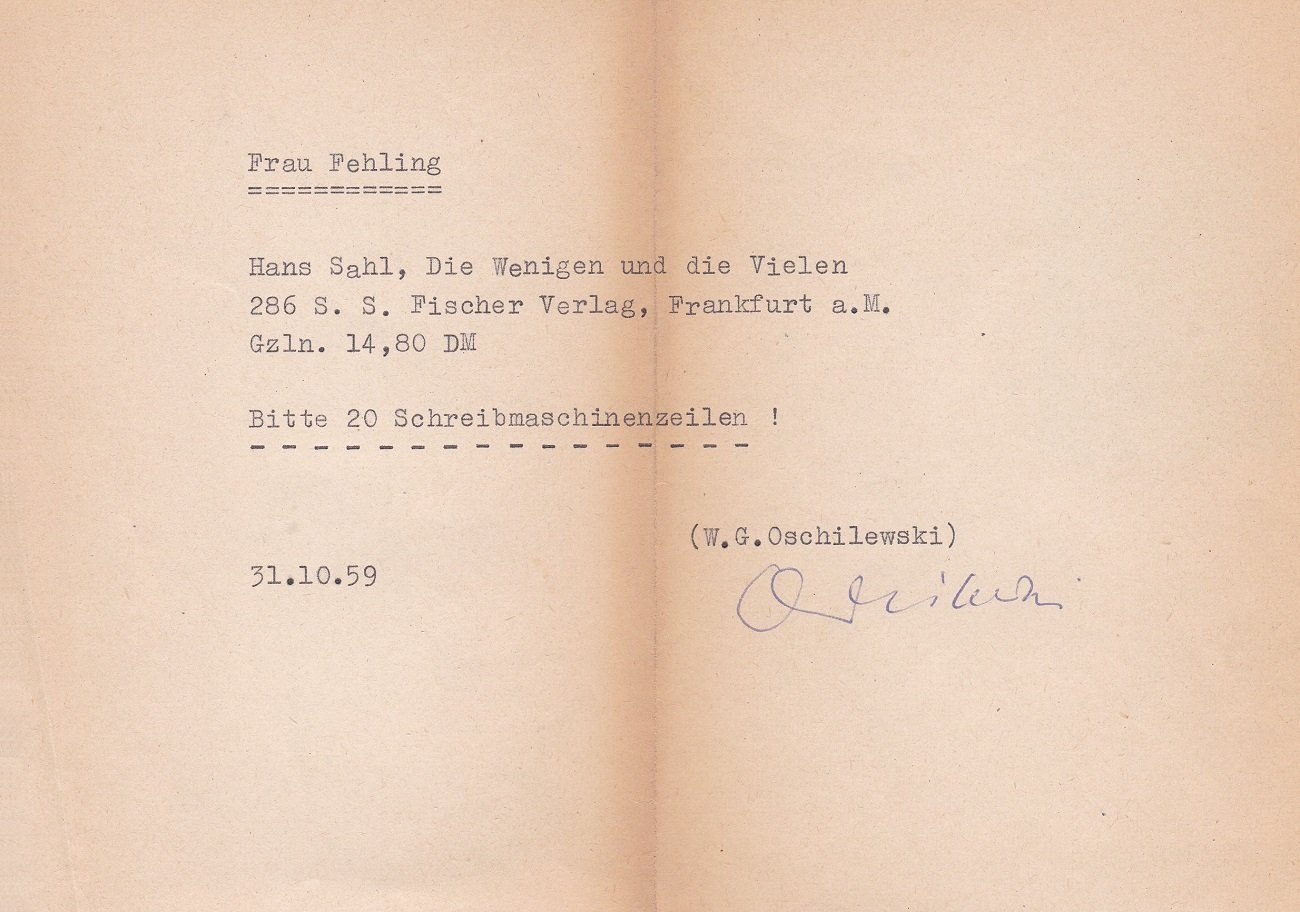 Frau Fehling
============
Hans Sahl, Die Wenigen und die Vielen
286 S. S. Fischer Verlag, Frankfurt a.M.
Gzln. 14,80 DM
Bitte 20 Schreibmaschinenzeilen !
- - - - - - - - - - - - - - - -
(W.G.Oschilewski)
31.10.59
Oschilewski